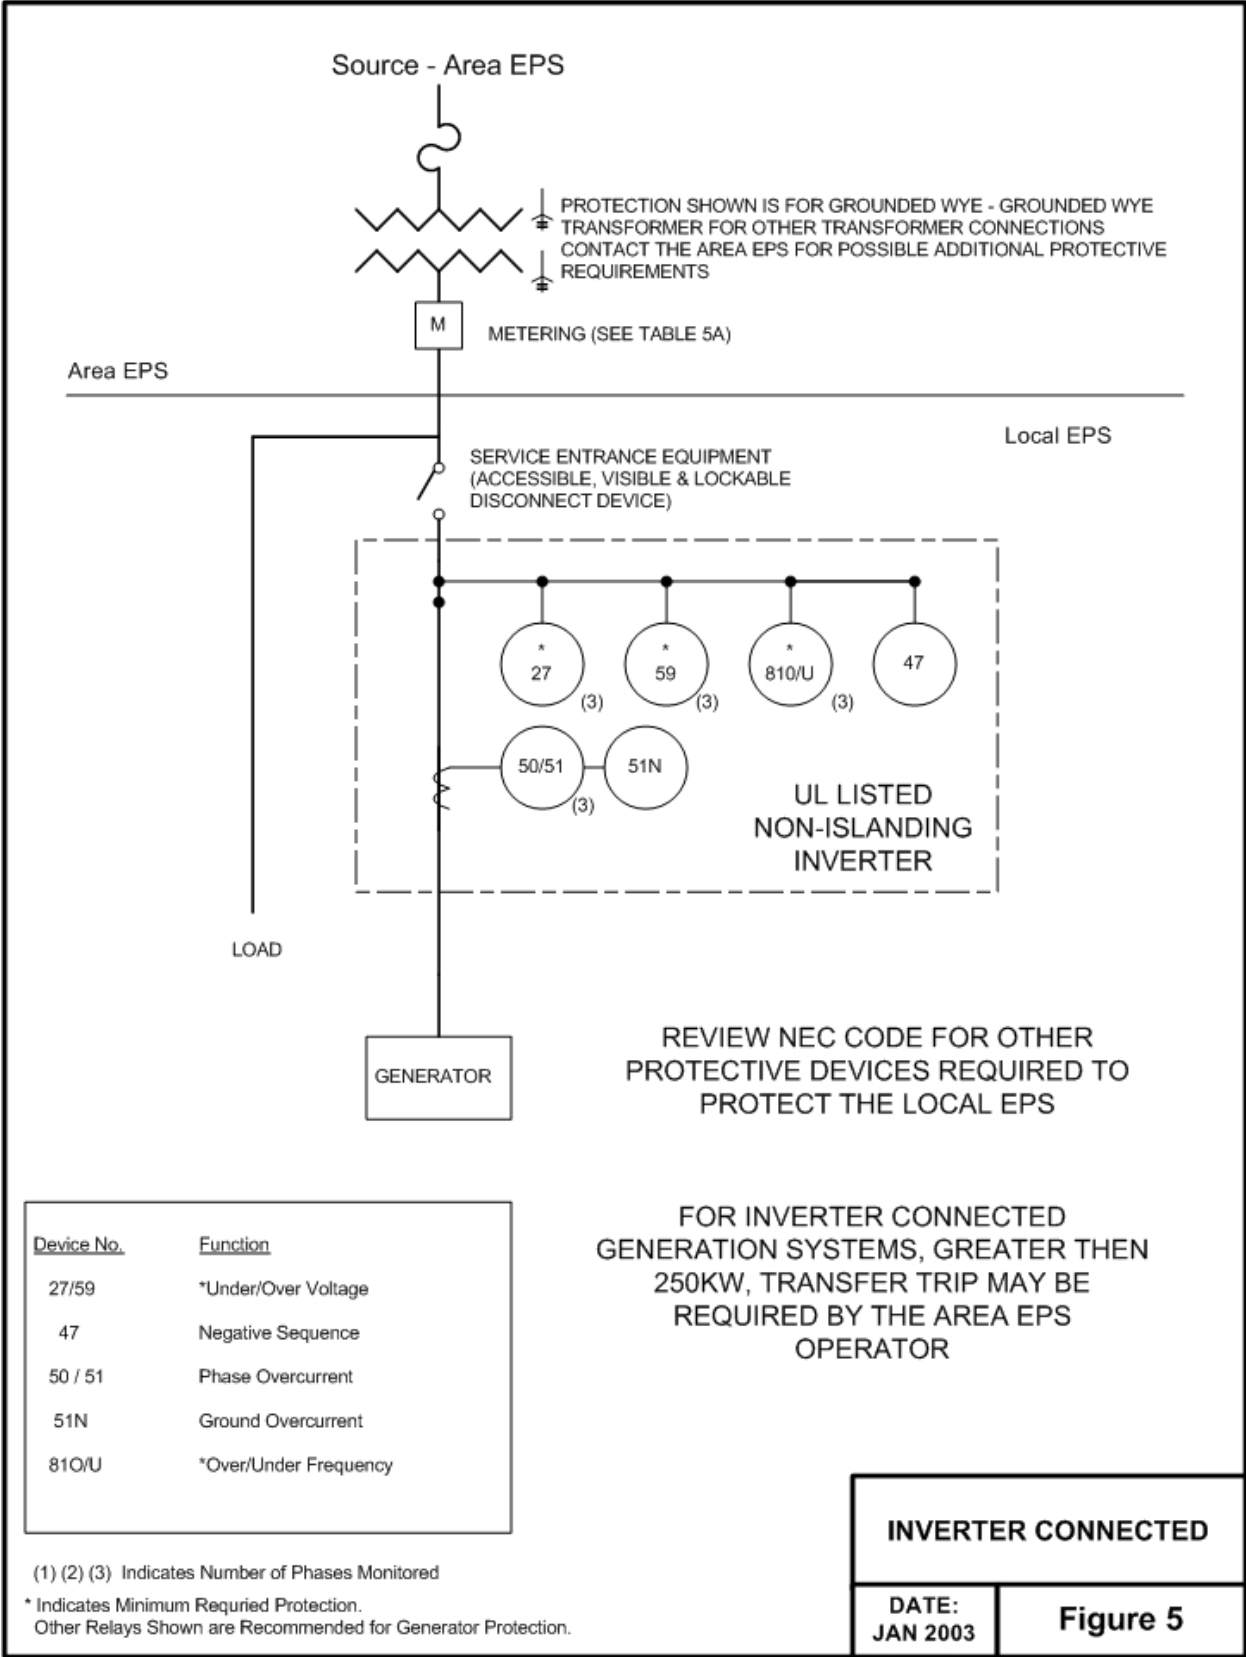 Source - Area EPS
PROTECTION SHOWN IS FOR GROUNDED WYE - GROUNDED WYE
TRANSFORMER FOR OTHER TRANSFORMER CONNECTIONS
CONTACT THE AREA EPS FOR POSSIBLE ADDITIONAL PROTECTIVE
REQUIREMENTS
M
METERING (SEE TABLE 5A)
Area EPS
Local EPS
SERVICE ENTRANCE EQUIPMENT
(ACCESSIBLE, VISIBLE & LOCKABLE
DISCONNECT DEVICE)
* * *
27 59 810/U 47
(3) (3) (3)
50/51 51N
(3)
UL LISTED
NON-ISLANDING
INVERTER
LOAD
GENERATOR
REVIEW NEC CODE FOR OTHER
PROTECTIVE DEVICES REQUIRED TO
PROTECT THE LOCAL EPS
FOR INVERTER CONNECTED
GENERATION SYSTEMS, GREATER THEN
250KW, TRANSFER TRIP MAY BE
REQUIRED BY THE AREA EPS
OPERATOR
Device No. Function
27/59 *Under/Over Voltage
47 Negative Sequence
50 / 51 Phase Overcurrent
51N Ground Overcurrent
81O/U *Over/Under Frequency
(1) (2) (3) Indicates Number of Phases Monitored
* Indicates Minimum Requried Protection.
Other Relays Shown are Recommended for Generator Protection.
INVERTER CONNECTED
DATE:
JAN 2003
Figure 5